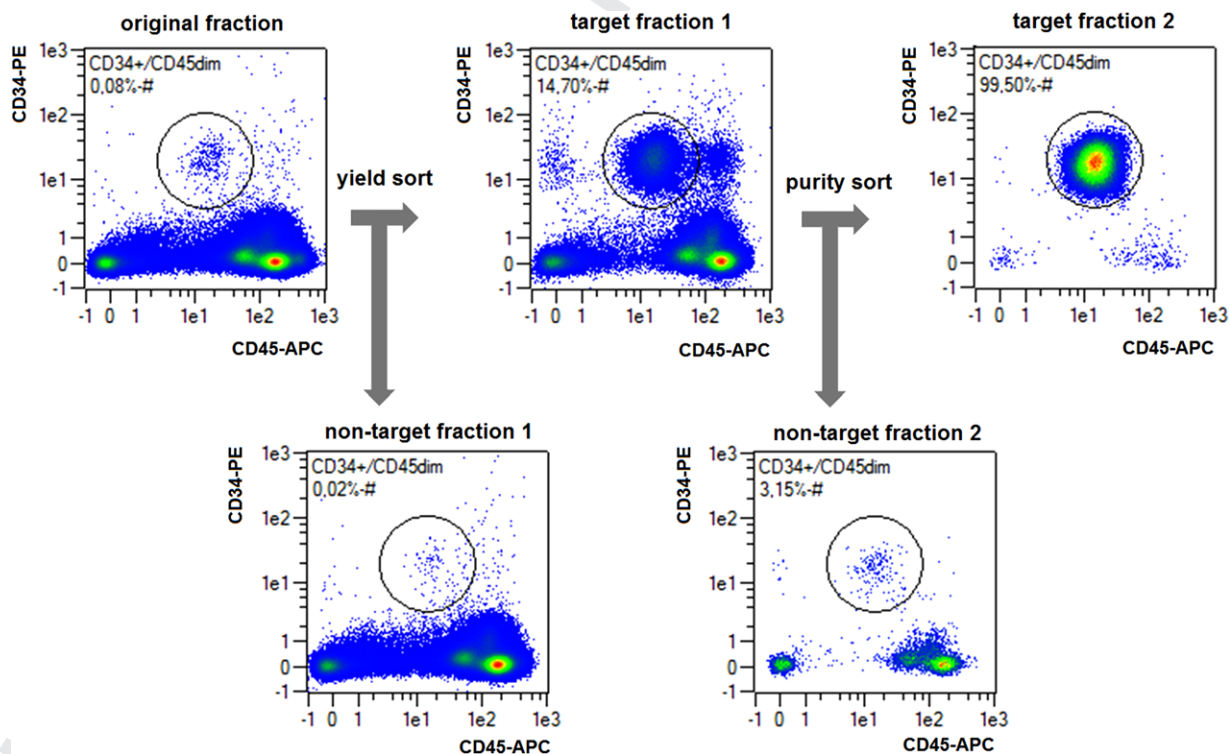 original fraction
CD34-PE
1e3
1e2
1e1
1
0
-1
CD34+/CD45dim
0,08%-#
-1 0 1 1e1 1e2 1e3
CD45-APC
yield sort
target fraction 1
CD34-PE
1e3
1e2
1e1
1
0
-1
CD34+/CD45dim
14,70%-#
-1 0 1 1e1 1e2 1e3
CD45-APC
purity sort
target fraction 2
CD34-PE
1e3
1e2
1e1
1
0
-1
CD34+/CD45dim
99,50%-#
-1 0 1 1e1 1e2 1e3
CD45-APC
non-target fraction 1
CD34-PE
1e3
1e2
1e1
1
0
-1
CD34+/CD45dim
0,02%-#
-1 0 1 1e1 1e2 1e3
CD45-APC
non-target fraction 2
CD34-PE
1e3
1e2
1e1
1
0
-1
CD34+/CD45dim
3,15%-#
-1 0 1 1e1 1e2 1e3
CD45-APC